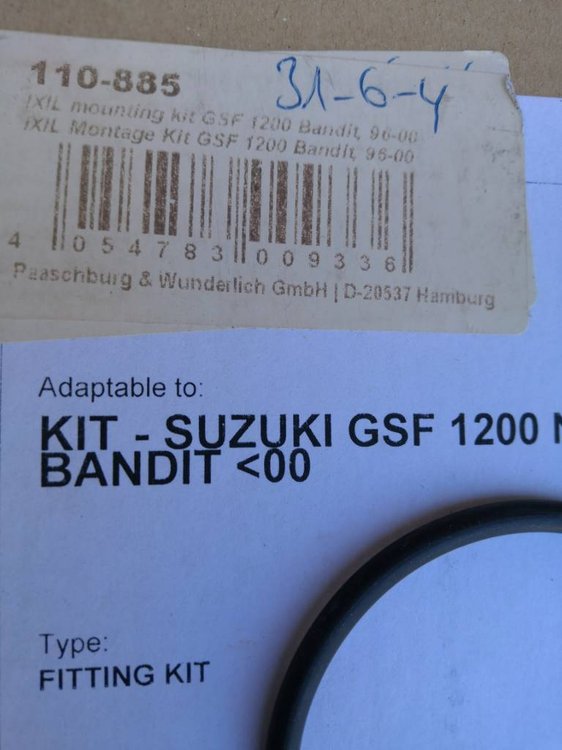 110-885
31-6-4
IXIL mounting kit GSF 1200 Bandit, 96-00
IXIL Montage Kit GSF 1200 Bandit, 96-00
4 054783 009336
Paaschburg & Wunderlich GmbH | D-20537 Hamburg
Adaptable to:
KIT - SUZUKI GSF 1200
BANDIT <00
Type:
FITTING KIT